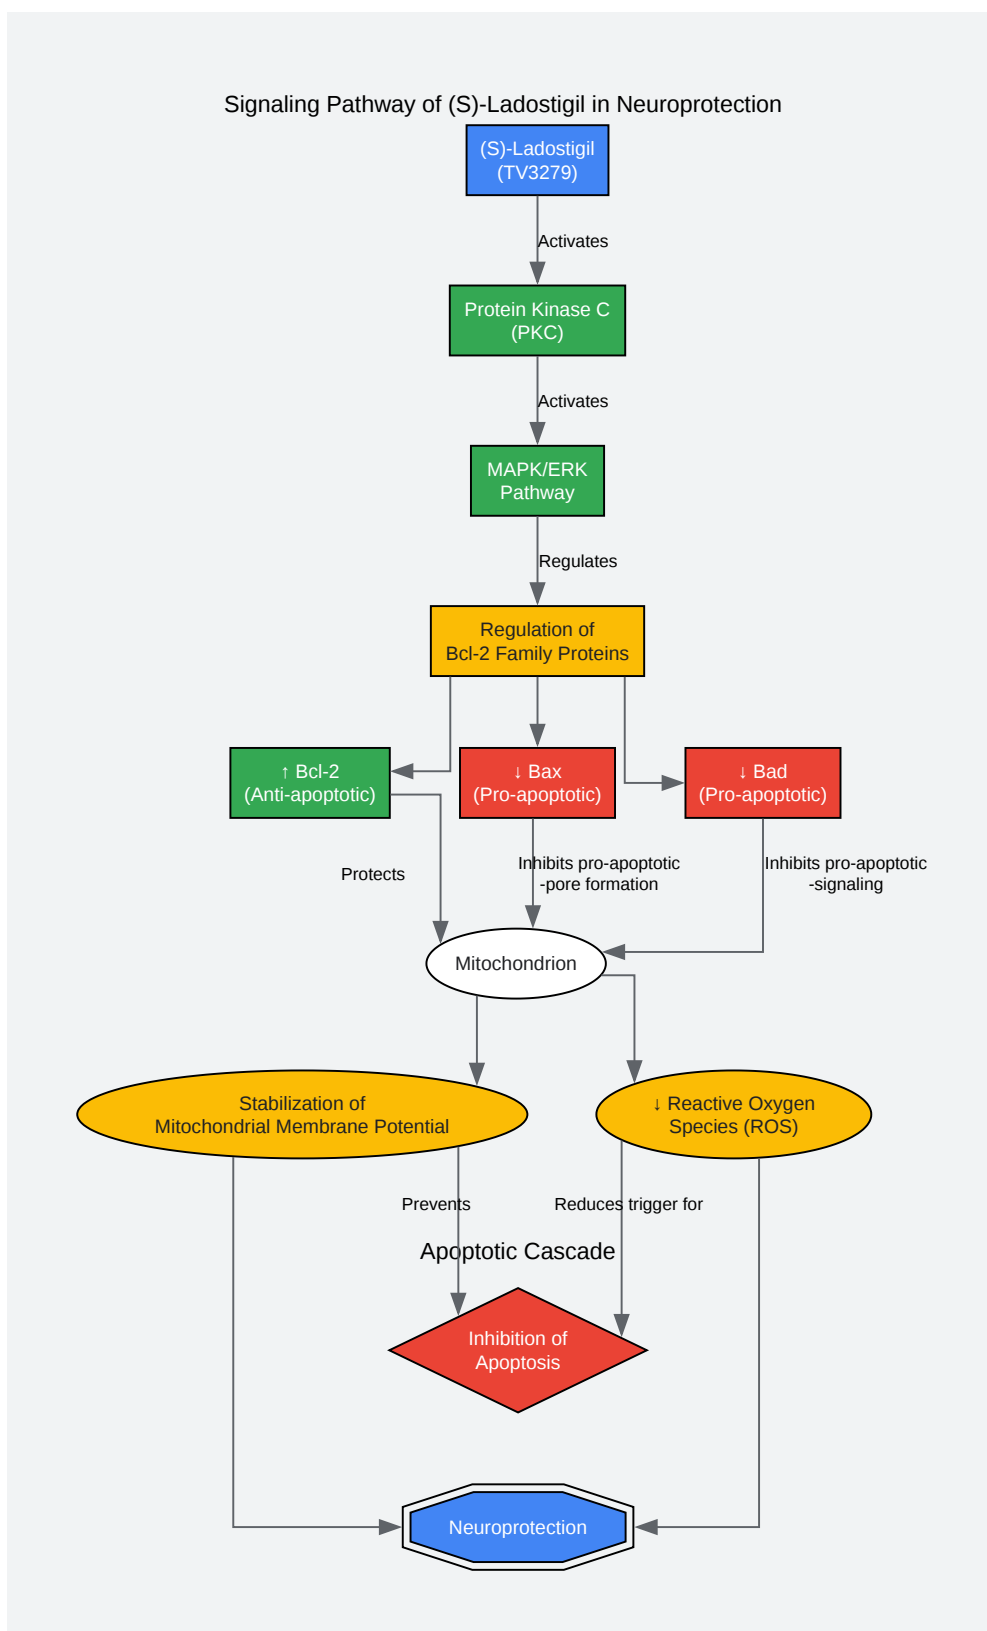 Signaling Pathway of (S)-Ladostigil in Neuroprotection
(S)-Ladostigil
(TV3279)
Activates
Protein Kinase C
(PKC)
Activates
MAPK/ERK
Pathway
Regulates
Regulation of
Bcl-2 Family Proteins
↑ Bcl-2
(Anti-apoptotic)
↓ Bax
(Pro-apoptotic)
↓ Bad
(Pro-apoptotic)
Protects
Inhibits pro-apoptotic
-pore formation
Inhibits pro-apoptotic
-signaling
Mitochondrion
Stabilization of
Mitochondrial Membrane Potential
↓ Reactive Oxygen
Species (ROS)
Prevents
Reduces trigger for
Apoptotic Cascade
Inhibition of
Apoptosis
Neuroprotection